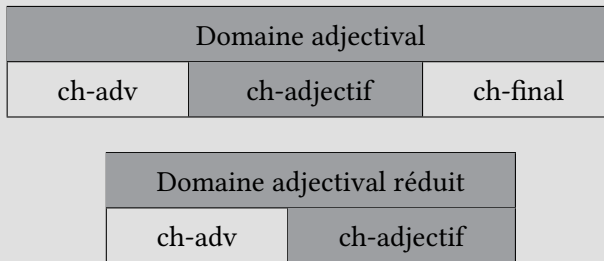 Domaine adjectival
ch-adv ch-adjectif ch-final
Domaine adjectival réduit
ch-adv ch-adjectif